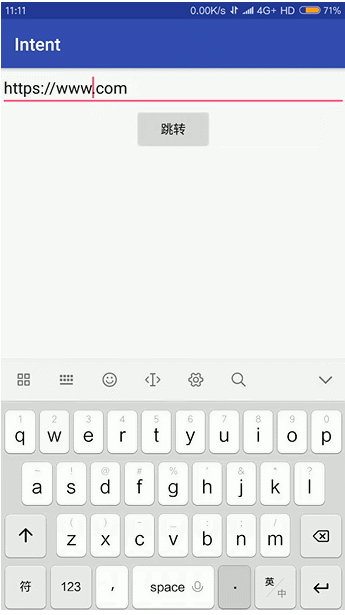 11:11 0.00K/s 4G+ HD 71%
Intent
https://www.com
跳转
1 2 3 4 5 6 7 8 9 0
q w e r t y u i o p
~ ! @ # % ' & * ?
a s d f g h j k l
( ) - _ : ; /
z x c v b n m
符 123 , space . 英/中